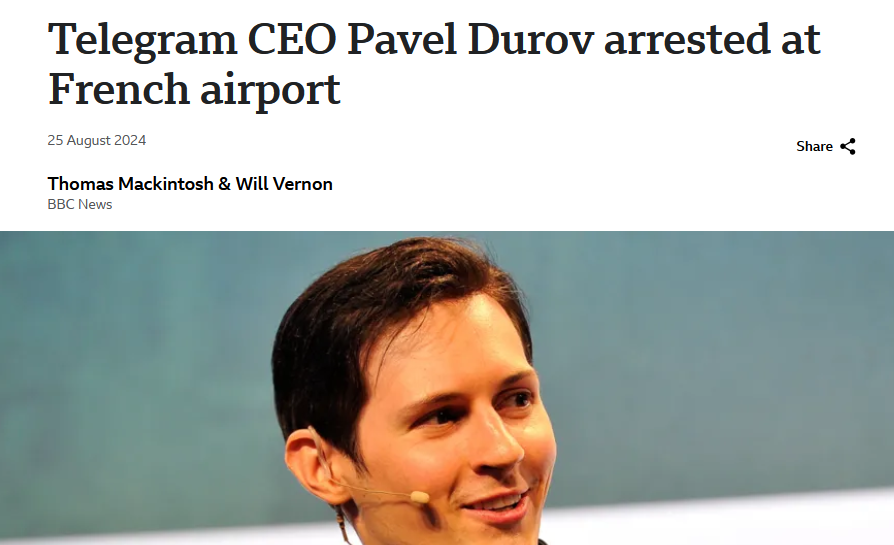 Telegram CEO Pavel Durov arrested at
French airport
25 August 2024
Share
Thomas Mackintosh & Will Vernon
BBC News